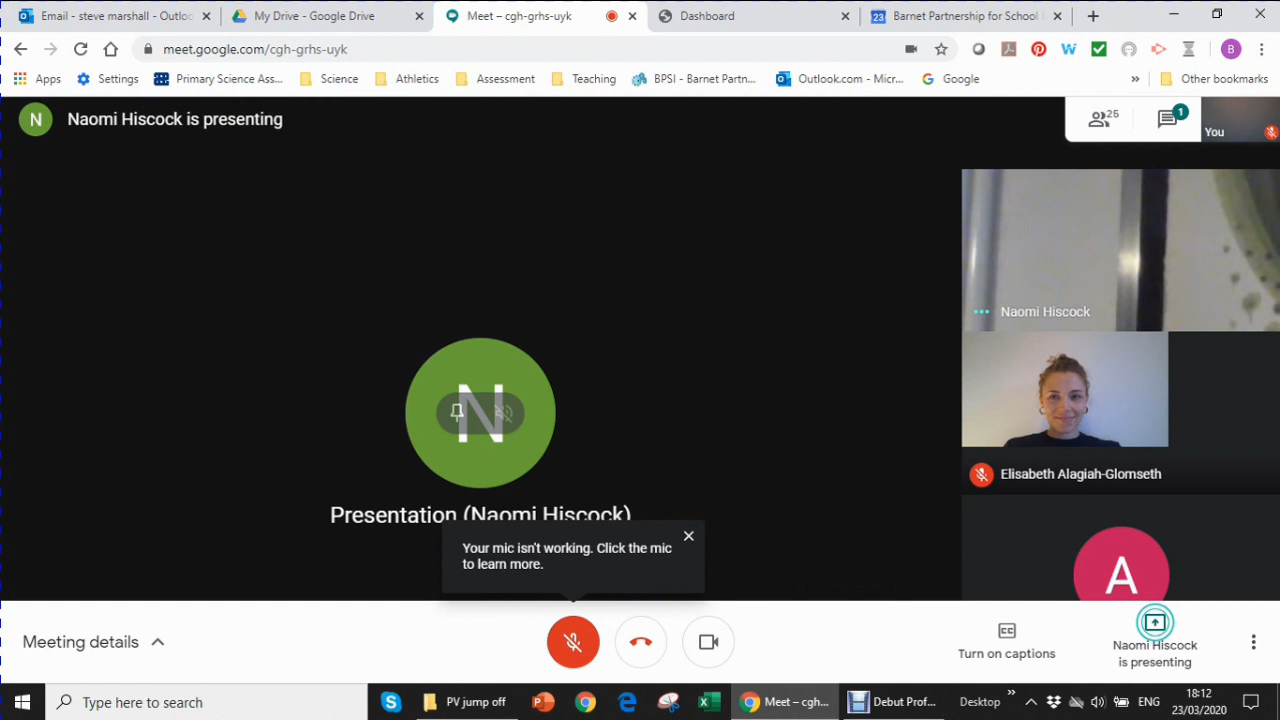 Email - steve marshall - Outloo
My Drive - Google Drive
Meet – cgh-grhs-uyk
Dashboard
23
Barnet Partnership for School I
meet.google.com/cgh-grhs-uyk
B
Apps
Settings
Primary Science Ass...
Science
Athletics
Assessment
Teaching
BPSI - Barnet Partn...
Outlook.com - Micr...
Google
»
Other bookmarks
N
Naomi Hiscock is presenting
25
1
You
Naomi Hiscock
N
Elisabeth Alagiah-Glomseth
Presentation (Naomi Hiscock)
Your mic isn't working. Click the mic
to learn more.
A
Meeting details
CC
Turn on captions
Naomi Hiscock
is presenting
Type here to search
PV jump off
Meet – cgh...
Debut Prof...
Desktop
»
ENG
18:12
23/03/2020